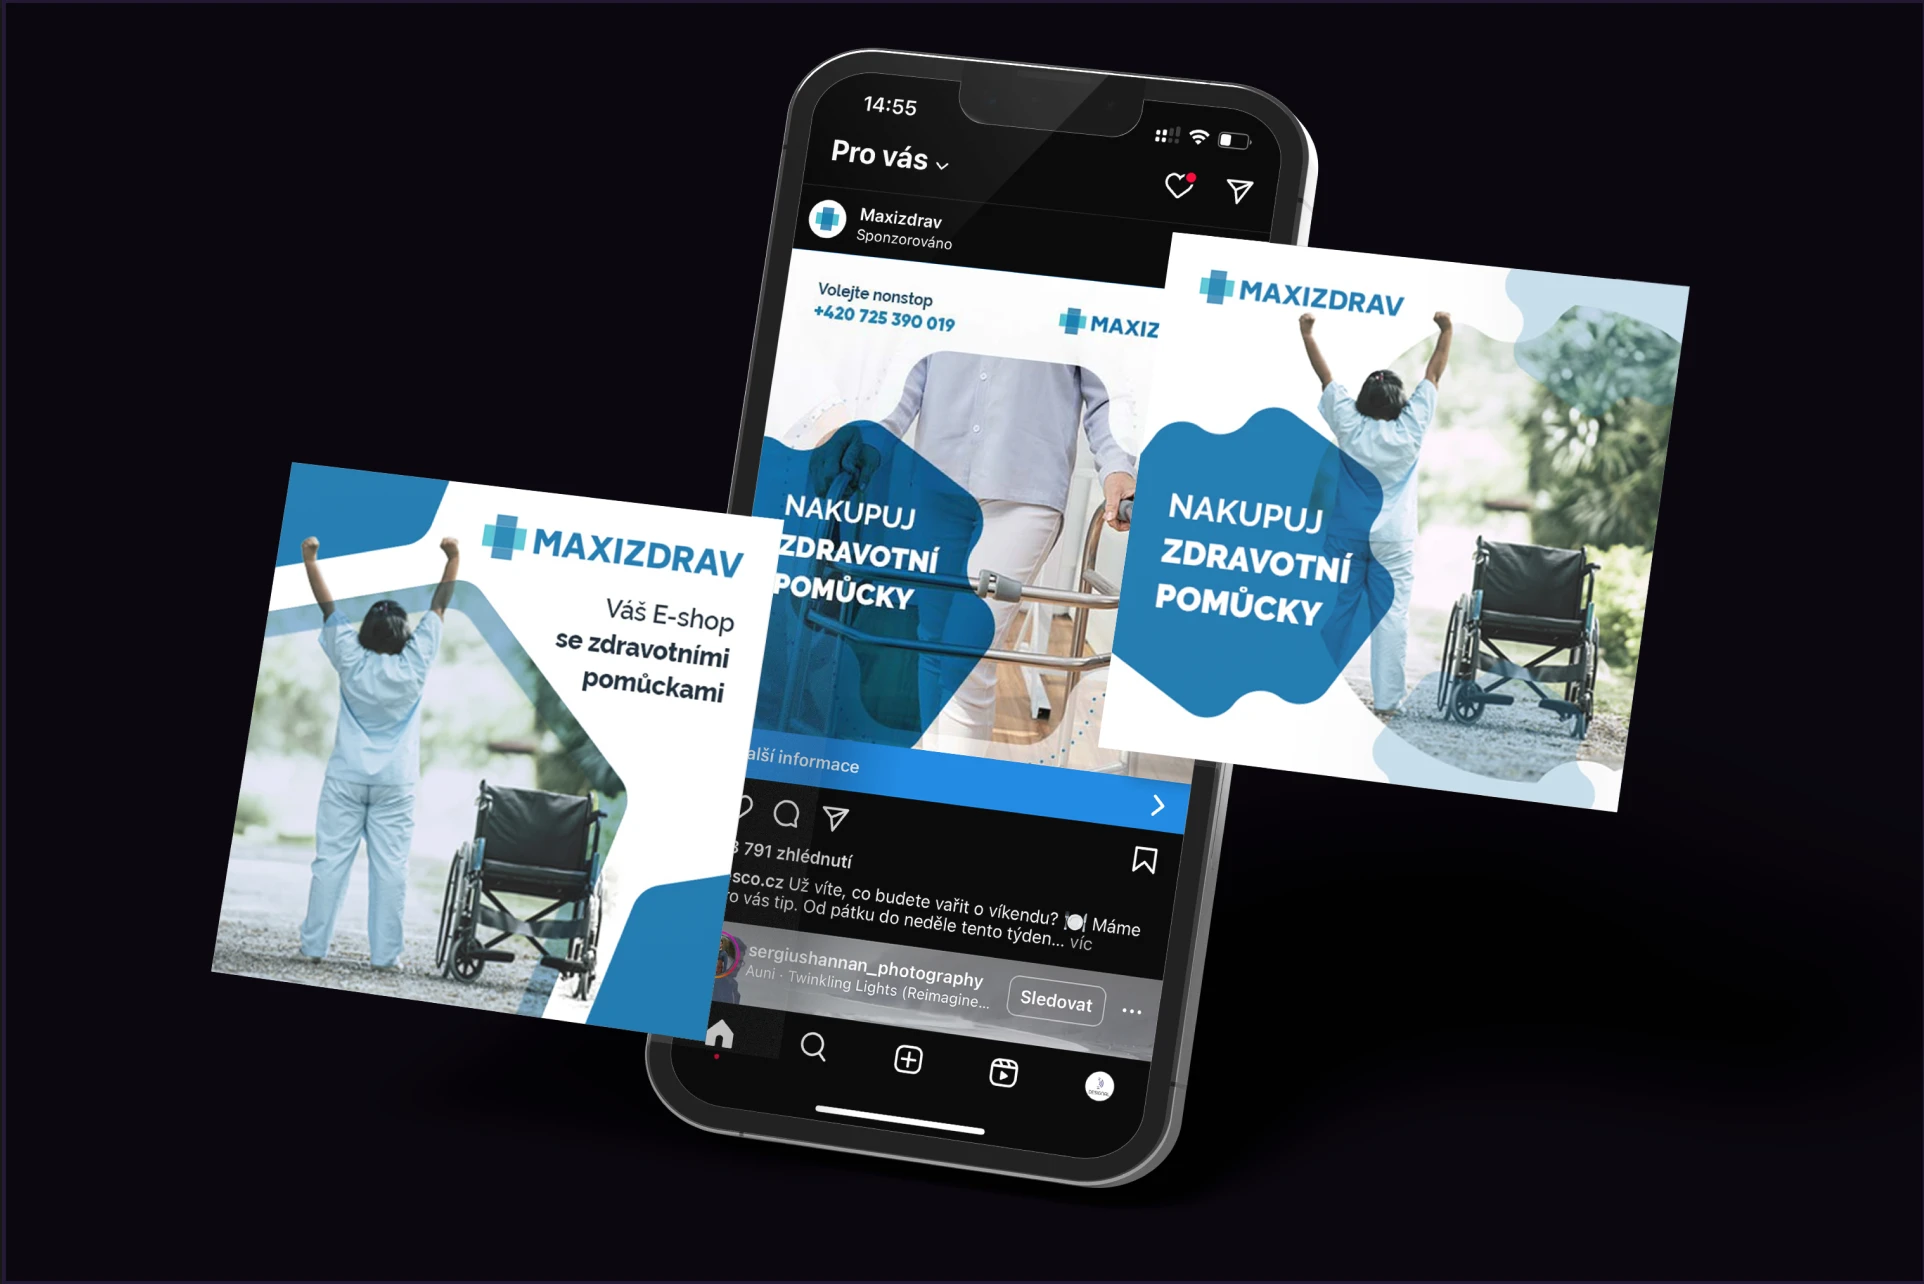 14:55
Pro vás
Maxizdrav
Sponzorováno
Volejte nonstop
+420 725 390 019
MAXIZ
NAKUPUJ
ZDRAVOTNÍ
POMŮCKY
alší informace
791 zhlédnutí
sco.cz Už víte, co budete vařit o víkendu? 🍽️ Máme
ro vás tip. Od pátku do neděle tento týden... víc
sergiushannan_photography
Auni · Twinkling Lights (Reimagine...
Sledovat
MAXIZDRAV
Váš E-shop
se zdravotními
pomůckami
MAXIZDRAV
NAKUPUJ
ZDRAVOTNÍ
POMŮCKY